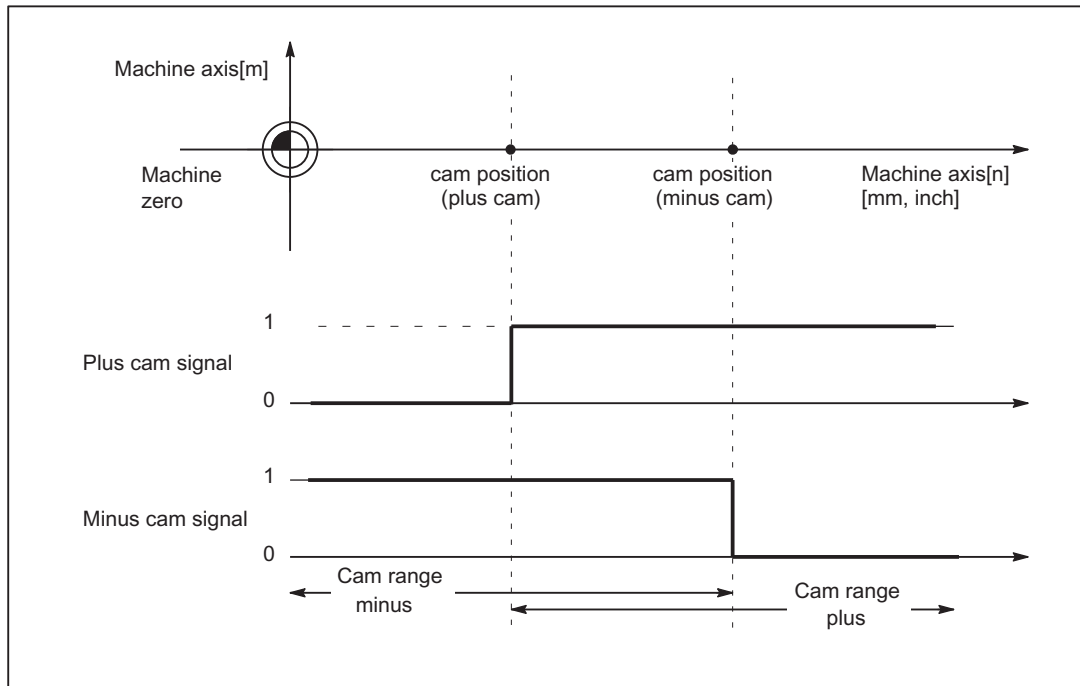 Machine axis[m]
Machine
zero
cam position
(plus cam)
cam position
(minus cam)
Machine axis[n]
[mm, inch]
1
Plus cam signal
0
1
Minus cam signal
0
Cam range
minus
Cam range
plus